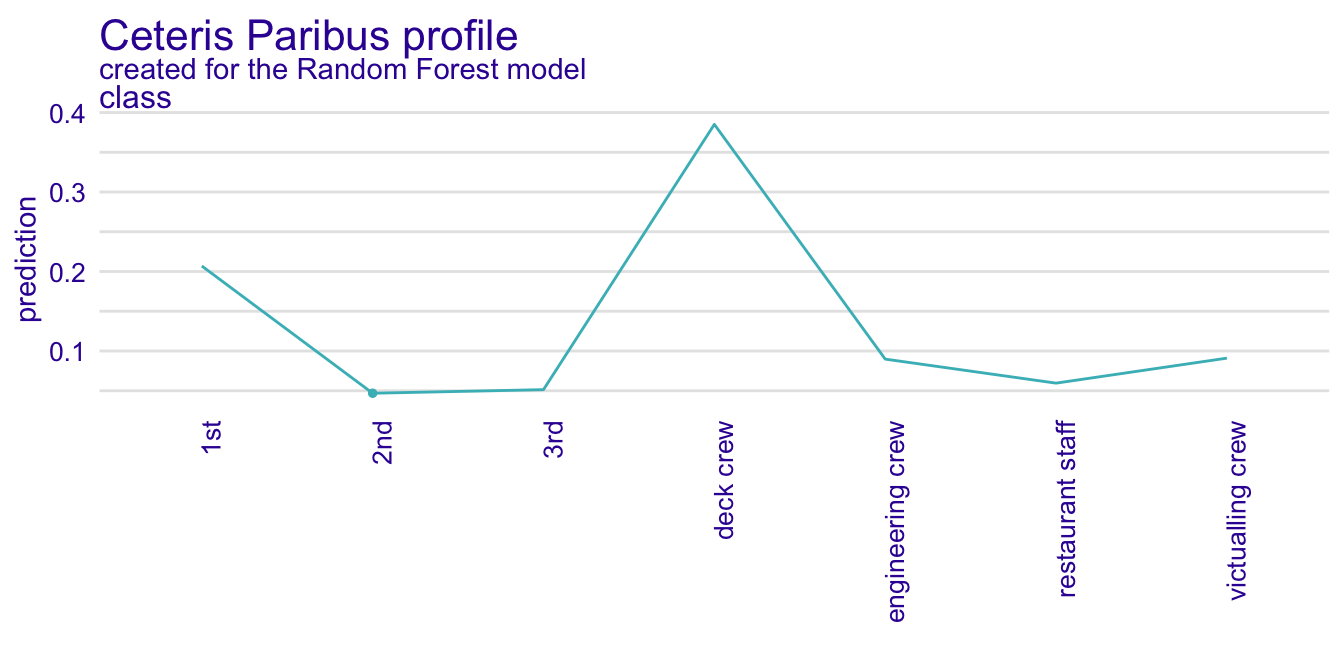 Ceteris Paribus profile
created for the Random Forest model
class
prediction
0.4
0.3
0.2
0.1
1st
2nd
3rd
deck crew
engineering crew
restaurant staff
victualling crew